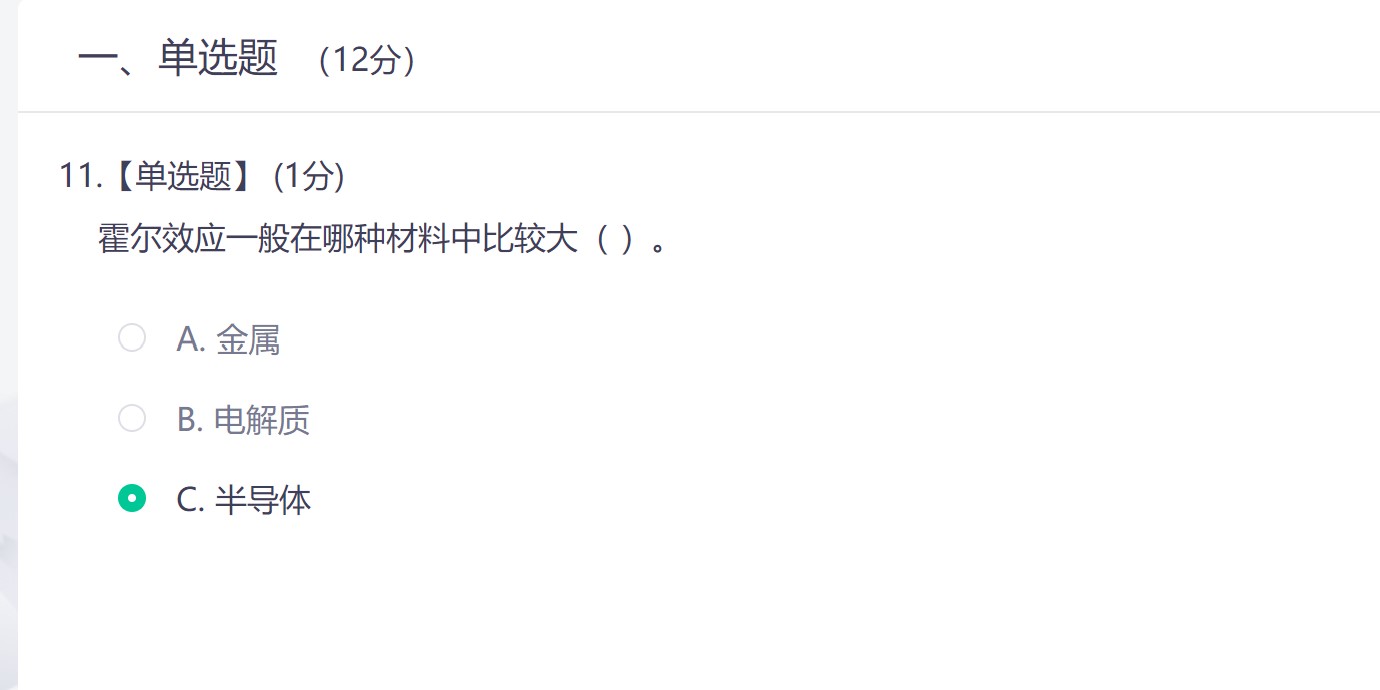 一、单选题 （12分）
11.【单选题】 (1分)
霍尔效应一般在哪种材料中比较大（ ）。
A. 金属
B. 电解质
C. 半导体